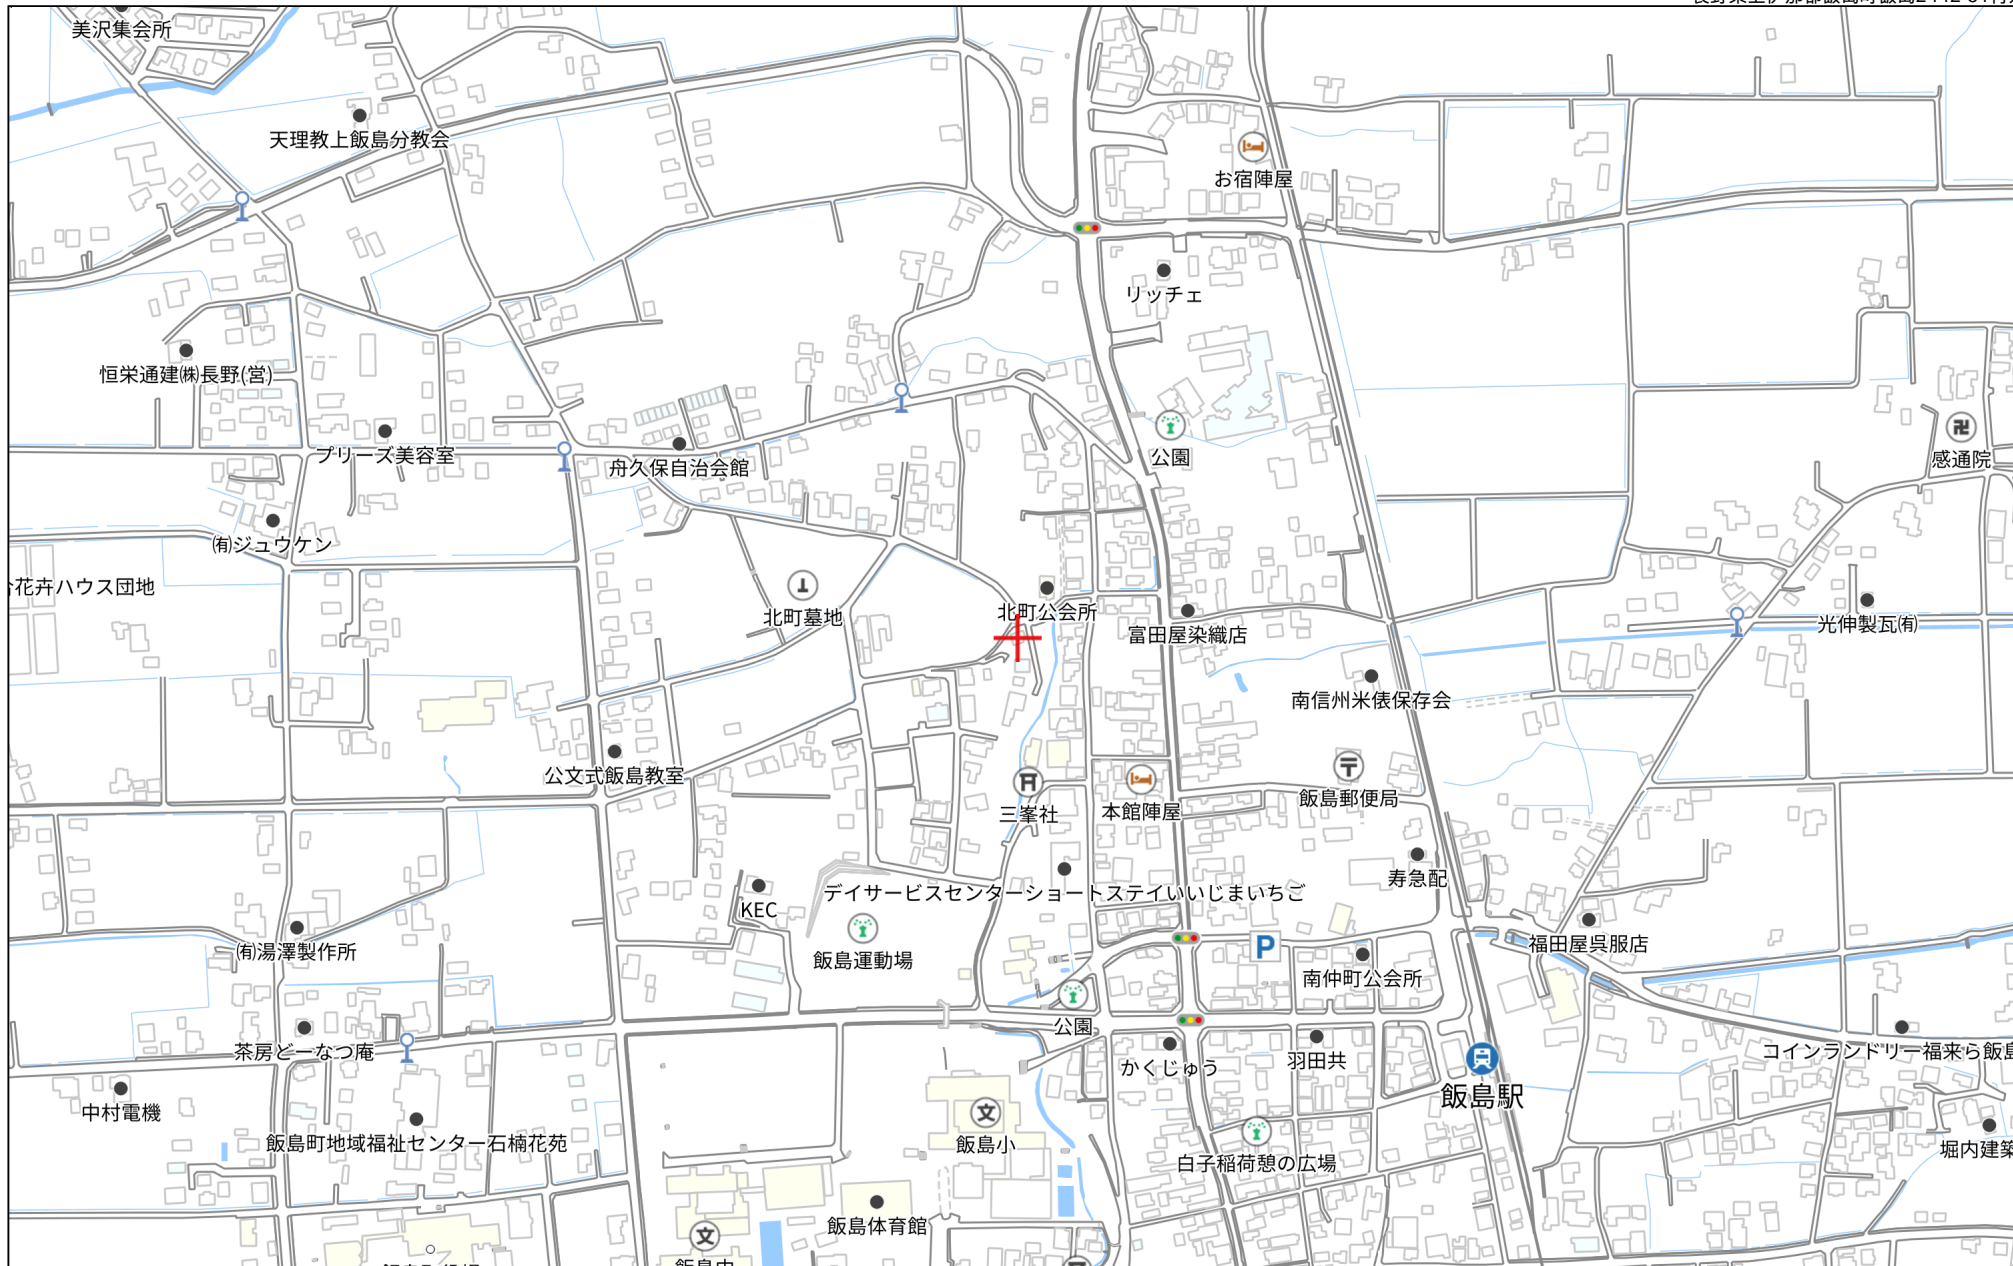 美沢集会所
天理教上飯島分教会
お宿陣屋
リッチェ
恒栄通建㈱長野(営)
プリーズ美容室
舟久保自治会館
公園
感通院
㈲ジュウケン
花卉ハウス団地
北町墓地
北町公会所
富田屋染織店
光伸製瓦㈲
南信州米俵保存会
公文式飯島教室
三峯社
本館陣屋
飯島郵便局
寿急配
デイサービスセンターショートステイいいじまいちご
KEC
㈲湯澤製作所
飯島運動場
P
福田屋呉服店
南仲町公会所
公園
茶房どーなつ庵
かくじゅう
羽田共
コインランドリー福来ら飯島
飯島駅
中村電機
文
飯島町地域福祉センター石楠花苑
飯島小
堀内建築
白子稲荷憩の広場
飯島体育館
文